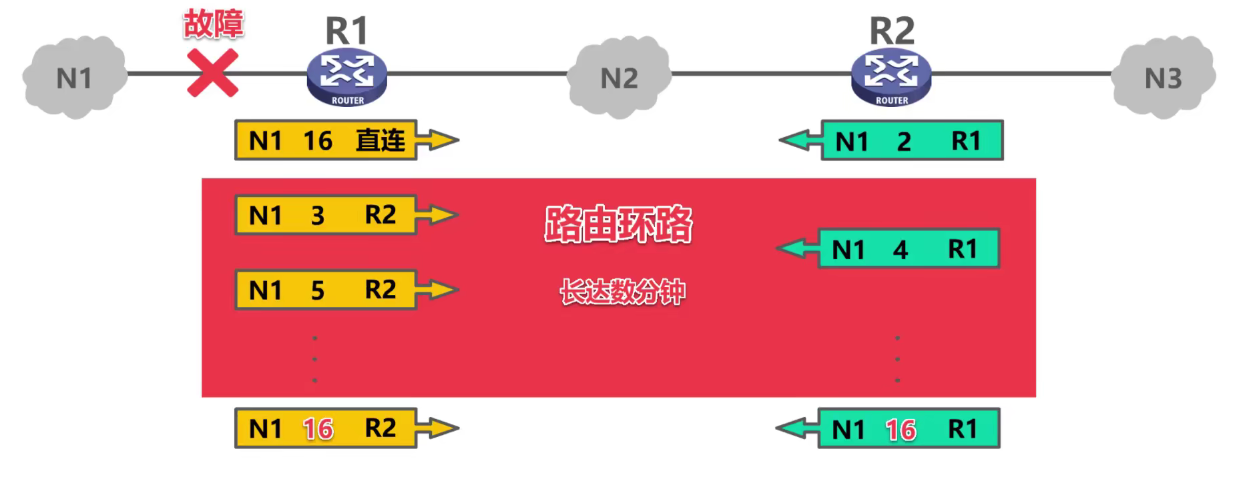 故障
R1
R2
N1
N2
N3
ROUTER
ROUTER
N1 16 直连
N1 2 R1
N1 3 R2
路由环路
N1 4 R1
N1 5 R2
长达数分钟
N1 16 R2
N1 16 R1